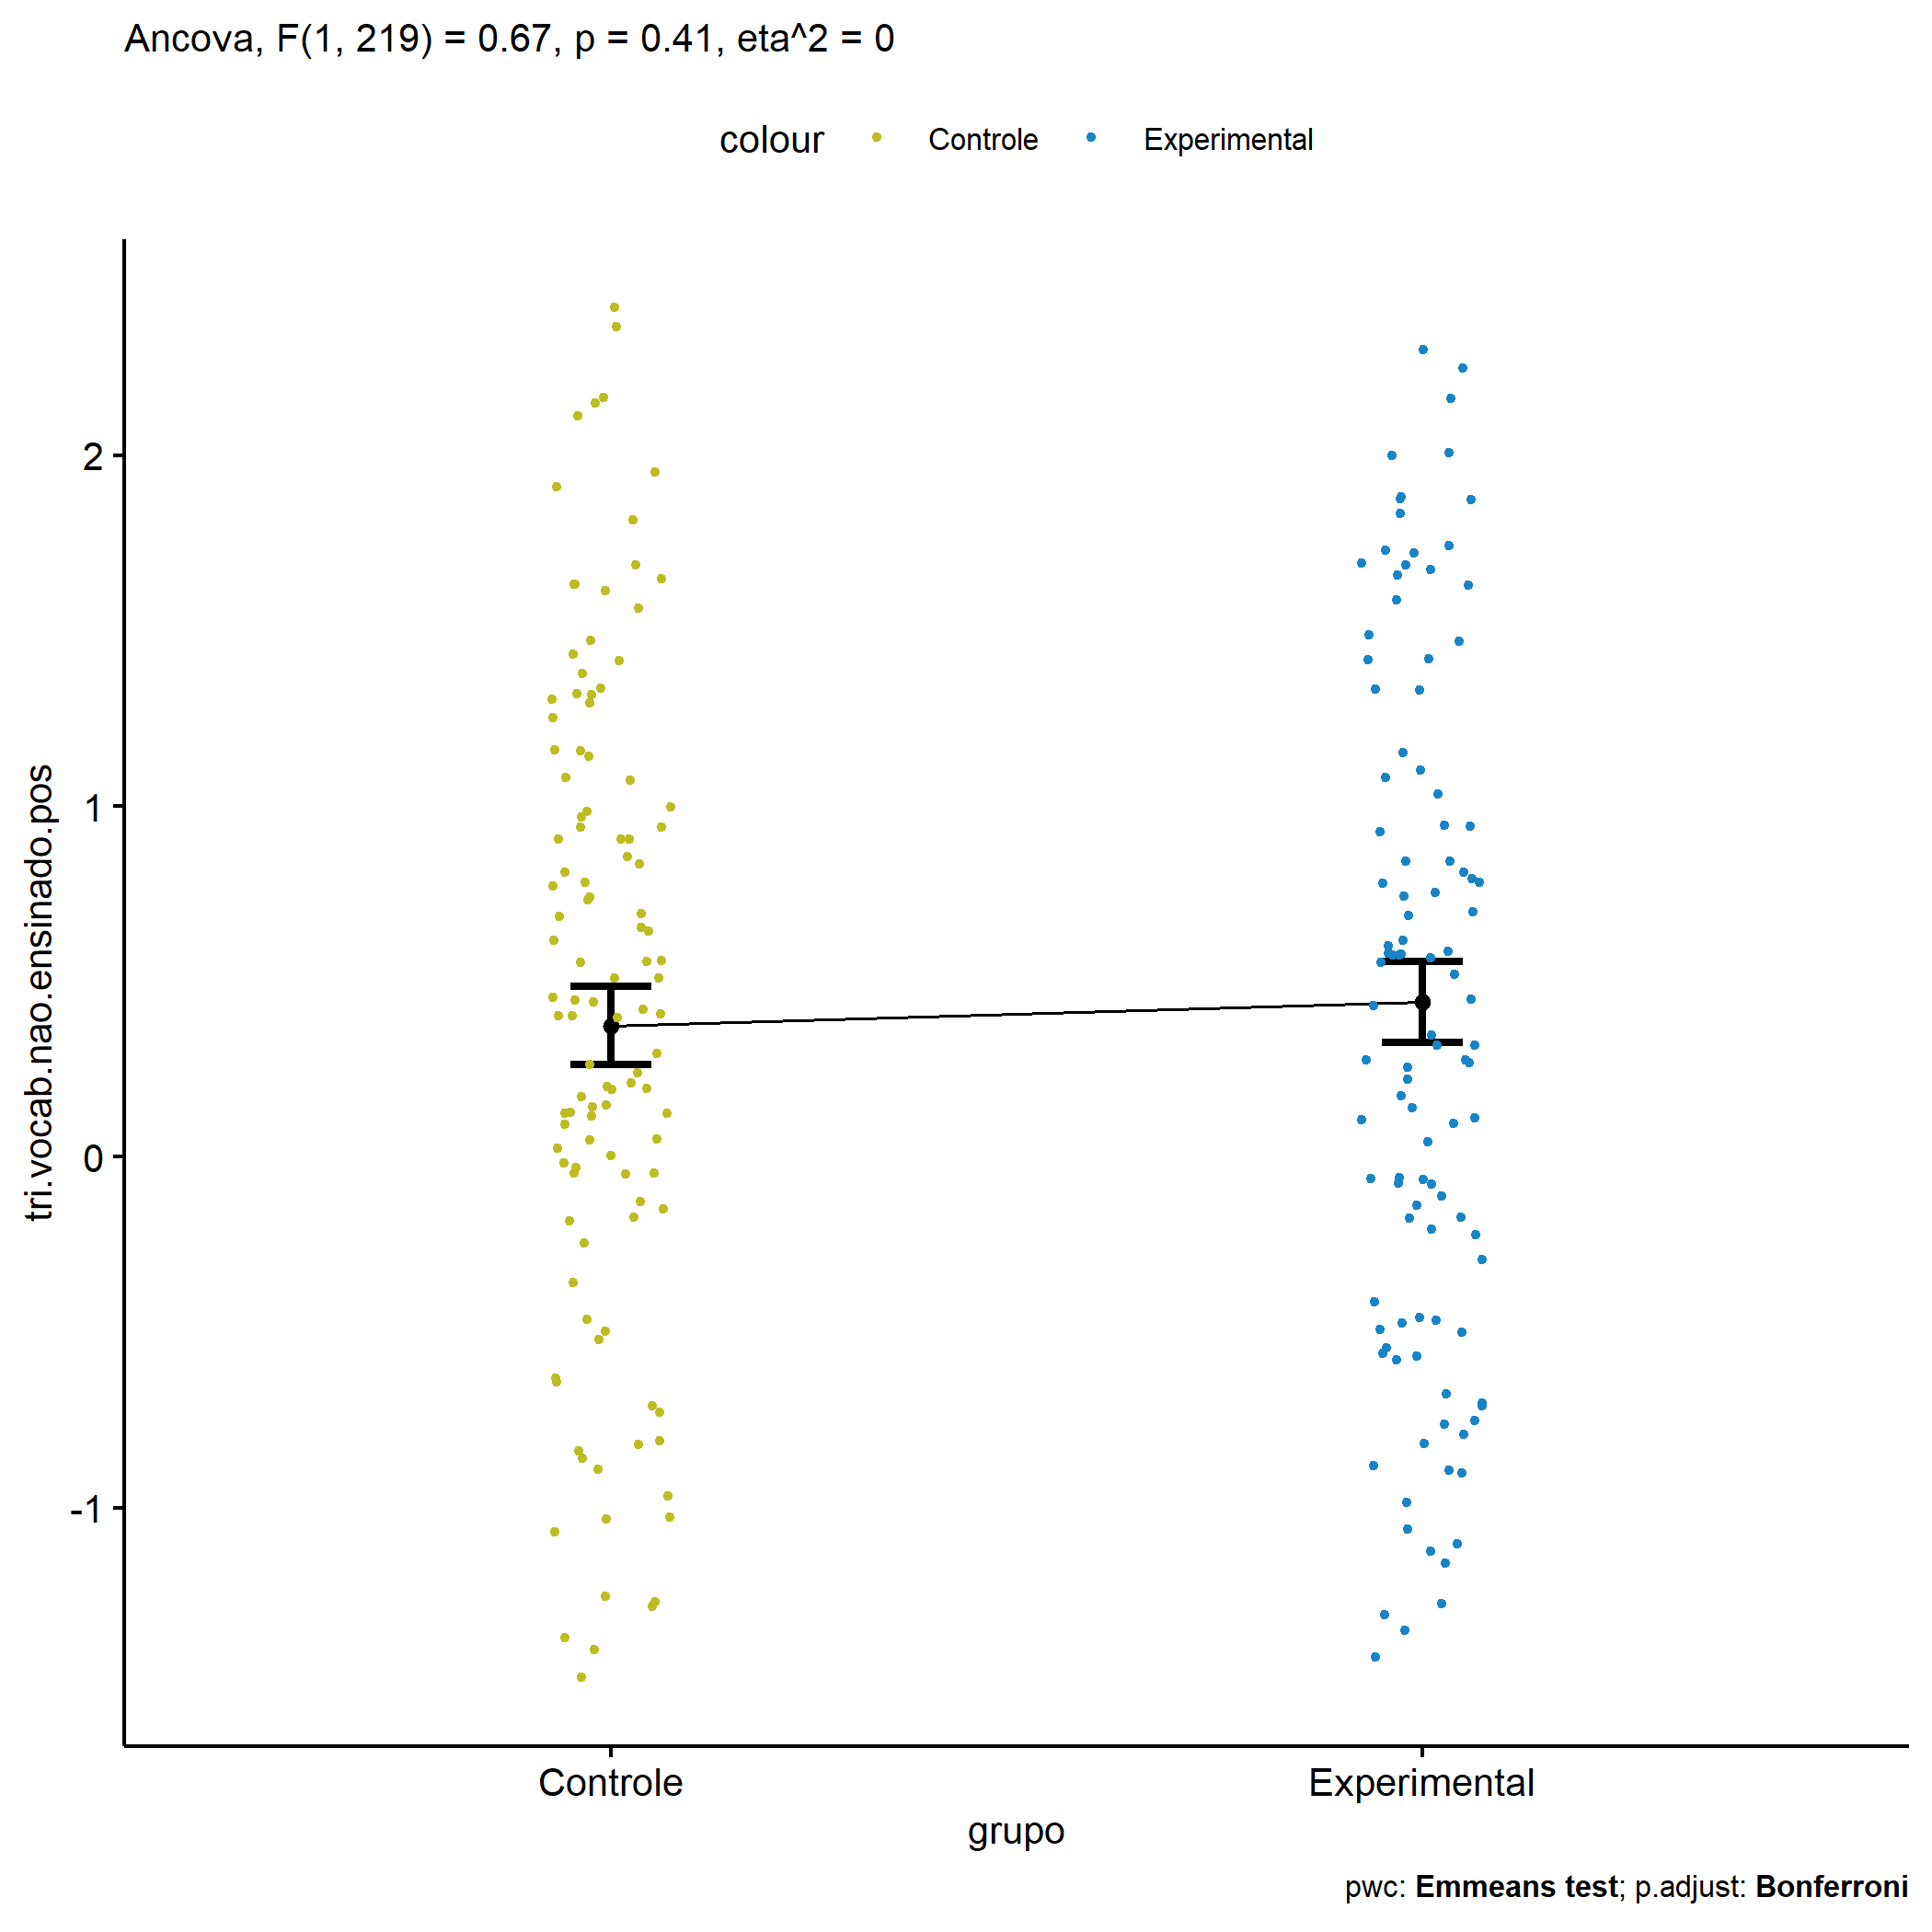 Ancova, F(1, 219) = 0.67, p = 0.41, eta^2 = 0
colour Controle Experimental
tri.vocab.nao.ensinado.pos
2
1
0
-1
Controle Experimental
grupo
pwc: Emmeans test; p.adjust: Bonferroni